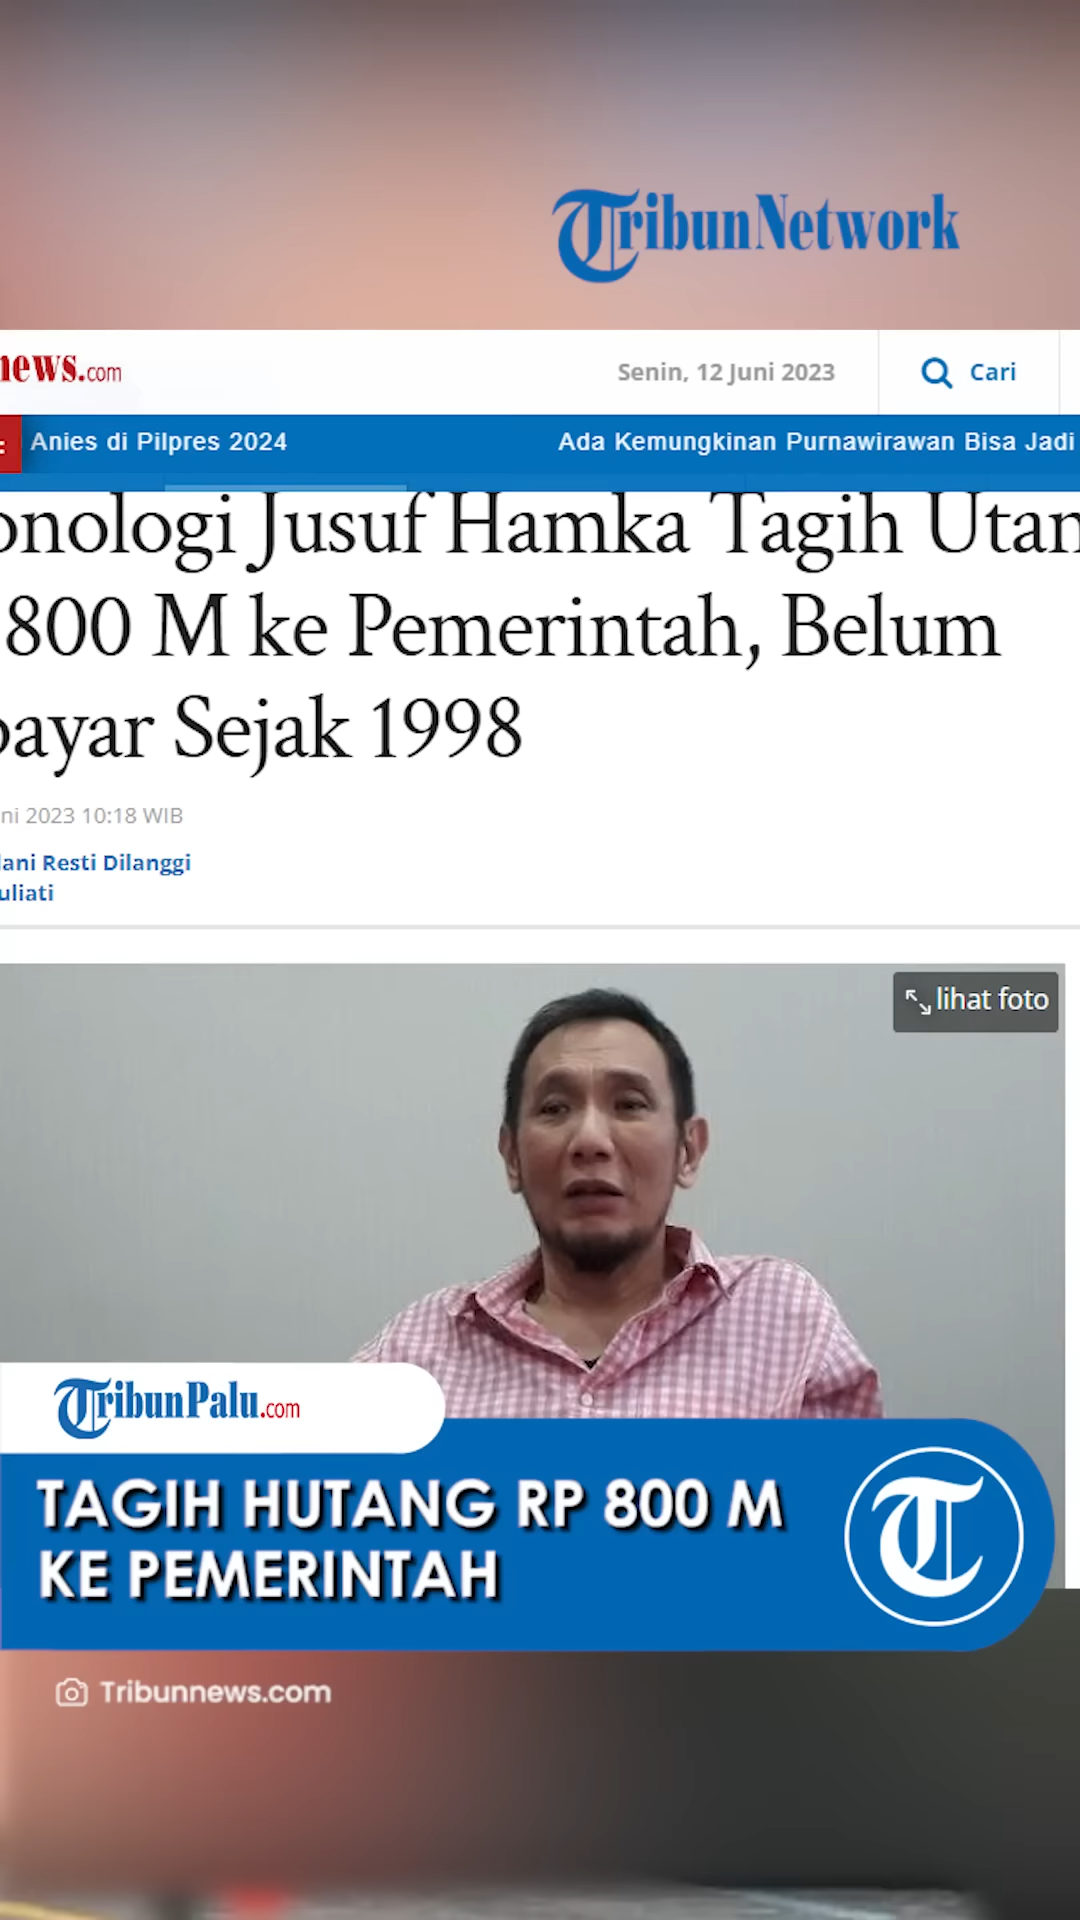 TribunNetwork
news.com
Senin, 12 Juni 2023
Cari
Anies di Pilpres 2024
Ada Kemungkinan Purnawirawan Bisa Jadi
onologi Jusuf Hamka Tagih Utan
800 M ke Pemerintah, Belum
bayar Sejak 1998
ni 2023 10:18 WIB
lani Resti Dilanggi
uliati
lihat foto
TribunPalu.com
TAGIH HUTANG RP 800 M
KE PEMERINTAH
T
Tribunnews.com